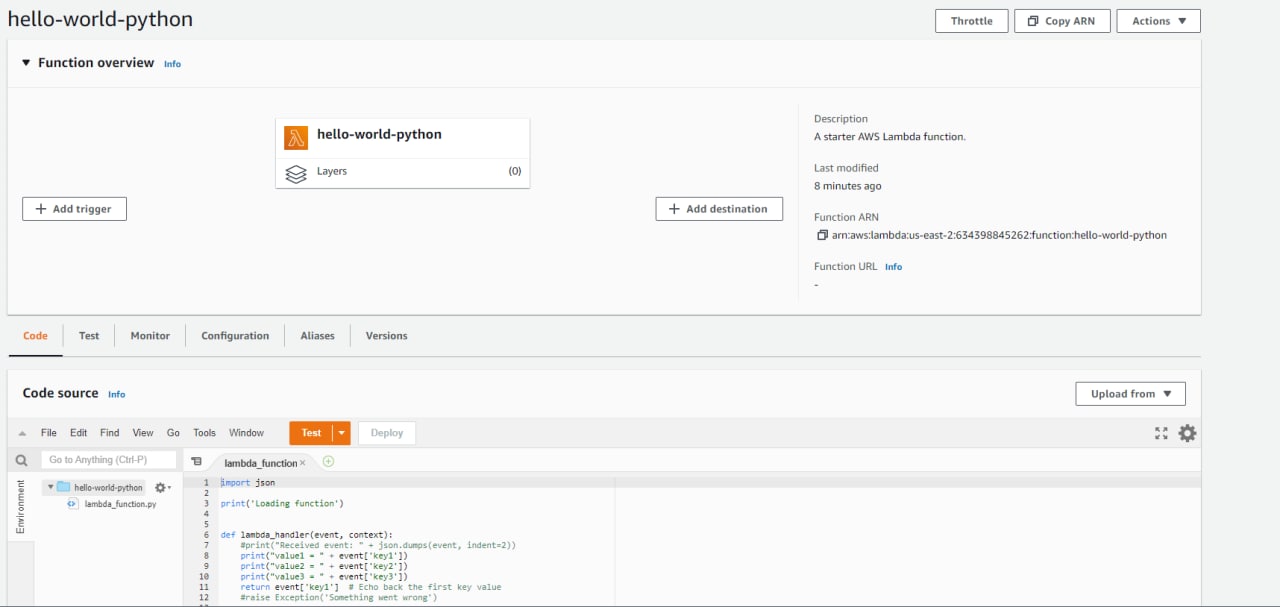 hello-world-python
Throttle
Copy ARN
Actions
Function overview Info
hello-world-python
Layers (0)
Add trigger
Add destination
Description
A starter AWS Lambda function.
Last modified
8 minutes ago
Function ARN
arn:aws:lambda:us-east-2:634398845262:function:hello-world-python
Function URL Info
-
Code Test Monitor Configuration Aliases Versions
Code source Info
Upload from
File Edit Find View Go Tools Window Test Deploy
Go to Anything (Ctrl-P)
lambda_function
Environment
hello-world-python
lambda_function.py
1 import json
2
3 print('Loading function')
4
5
6 def lambda_handler(event, context):
7 #print("Received event: " + json.dumps(event, indent=2))
8 print("value1 = " + event['key1'])
9 print("value2 = " + event['key2'])
10 print("value3 = " + event['key3'])
11 return event['key1']  # Echo back the first key value
12 #raise Exception('Something went wrong')